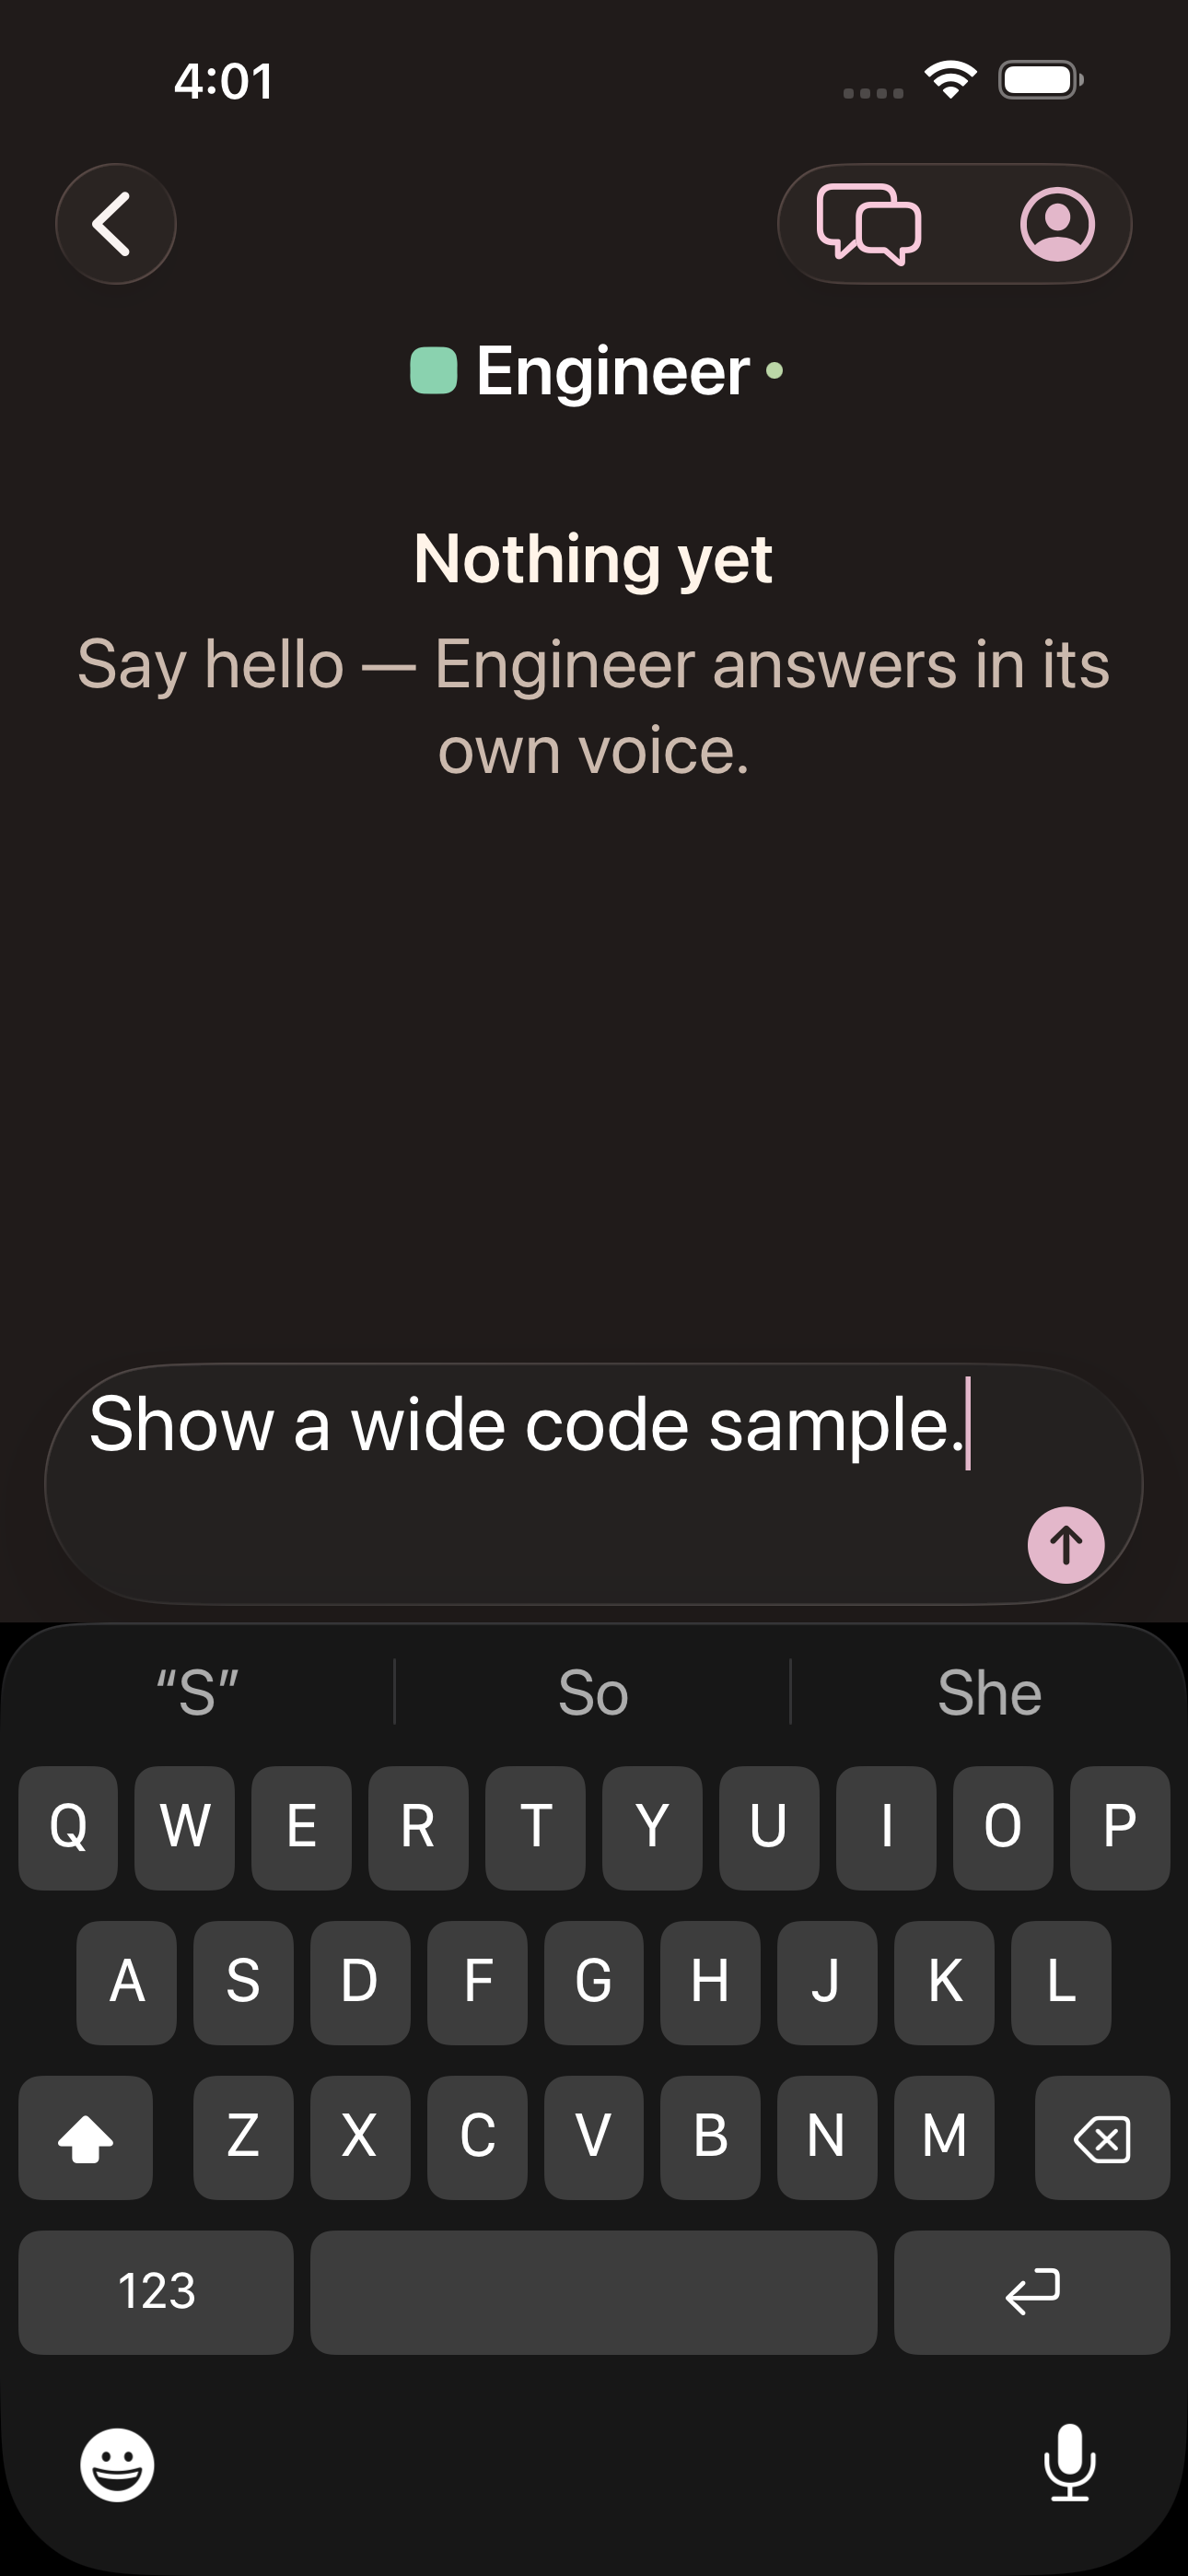 4:01
Engineer
Nothing yet
Say hello — Engineer answers in its
own voice.
Show a wide code sample.
“S” So She
Q W E R T Y U I O P
A S D F G H J K L
Z X C V B N M
123